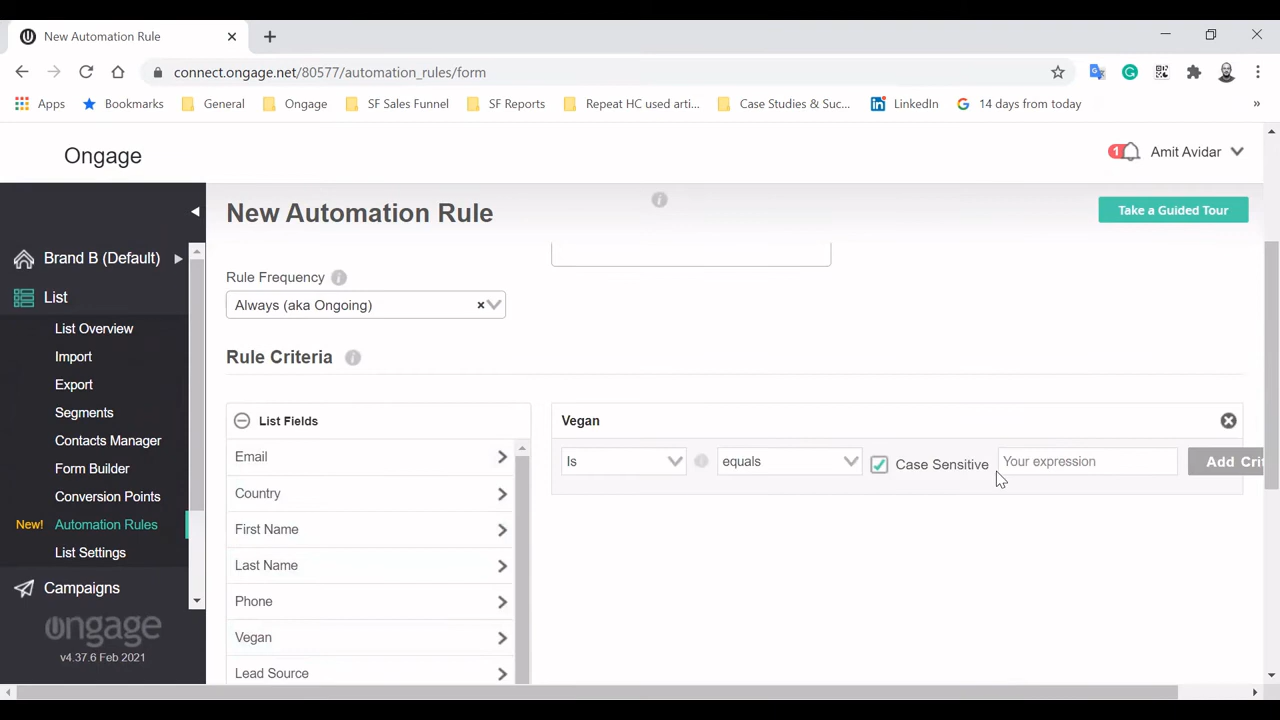 New Automation Rule
connect.ongage.net/80577/automation_rules/form
Apps
Bookmarks
General
Ongage
SF Sales Funnel
SF Reports
Repeat HC used arti...
Case Studies & Suc...
LinkedIn
14 days from today
»
Ongage
1
Amit Avidar
New Automation Rule
Take a Guided Tour
Brand B (Default)
List
List Overview
Import
Export
Segments
Contacts Manager
Form Builder
Conversion Points
New! Automation Rules
List Settings
Campaigns
ongage
v4.37.6 Feb 2021
Rule Frequency
Always (aka Ongoing)
Rule Criteria
List Fields
Email
Country
First Name
Last Name
Phone
Vegan
Lead Source
Vegan
Is
equals
Case Sensitive
Your expression
Add Crit